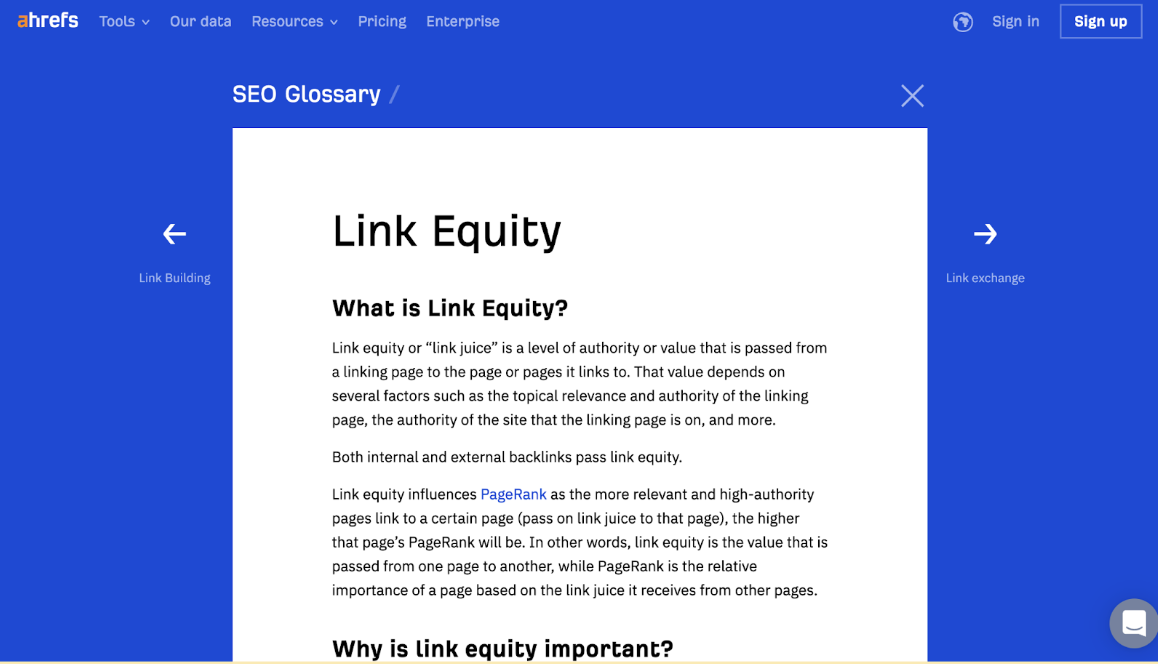 ahrefs Tools Our data Resources Pricing Enterprise Sign in Sign up
SEO Glossary /
Link Building
Link exchange
Link Equity
What is Link Equity?
Link equity or “link juice” is a level of authority or value that is passed from
a linking page to the page or pages it links to. That value depends on
several factors such as the topical relevance and authority of the linking
page, the authority of the site that the linking page is on, and more.
Both internal and external backlinks pass link equity.
Link equity influences PageRank as the more relevant and high-authority
pages link to a certain page (pass on link juice to that page), the higher
that page’s PageRank will be. In other words, link equity is the value that is
passed from one page to another, while PageRank is the relative
importance of a page based on the link juice it receives from other pages.
Why is link equity important?